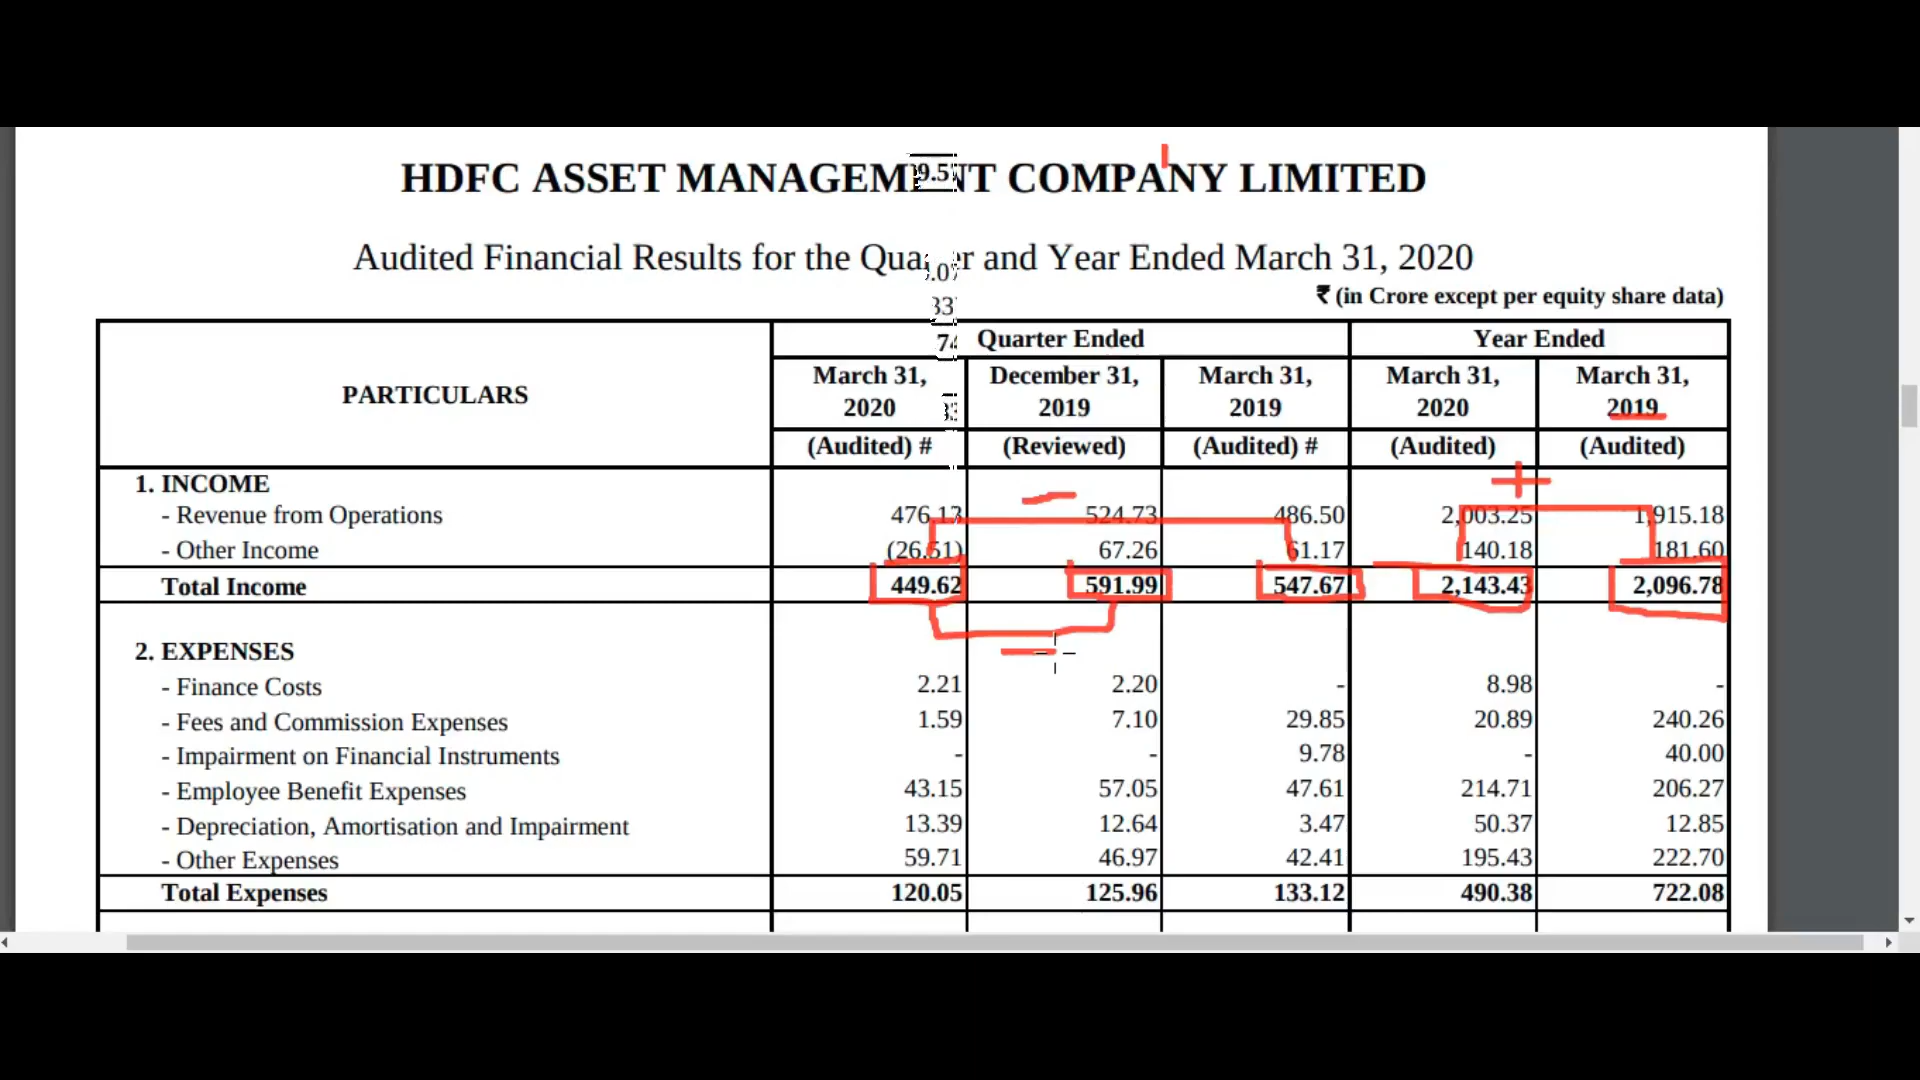 HDFC ASSET MANAGEMENT COMPANY LIMITED
Audited Financial Results for the Quarter and Year Ended March 31, 2020
₹ (in Crore except per equity share data)
PARTICULARS Quarter Ended Year Ended
March 31, 2020 December 31, 2019 March 31, 2019 March 31, 2020 March 31, 2019
(Audited) # (Reviewed) (Audited) # (Audited) (Audited)
1. INCOME
- Revenue from Operations 476.13 524.73 486.50 2,003.25 1,915.18
- Other Income (26.51) 67.26 61.17 140.18 181.60
Total Income 449.62 591.99 547.67 2,143.43 2,096.78
2. EXPENSES
- Finance Costs 2.21 2.20 - 8.98 -
- Fees and Commission Expenses 1.59 7.10 29.85 20.89 240.26
- Impairment on Financial Instruments - - 9.78 - 40.00
- Employee Benefit Expenses 43.15 57.05 47.61 214.71 206.27
- Depreciation, Amortisation and Impairment 13.39 12.64 3.47 50.37 12.85
- Other Expenses 59.71 46.97 42.41 195.43 222.70
Total Expenses 120.05 125.96 133.12 490.38 722.08